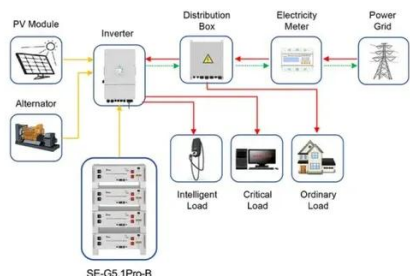 PV Module
Inverter
Distribution
Box
Electricity
Meter
Power
Grid
Alternator
Intelligent
Load
Critical
Load
Ordinary
Load
SE-G5.1Pro-B